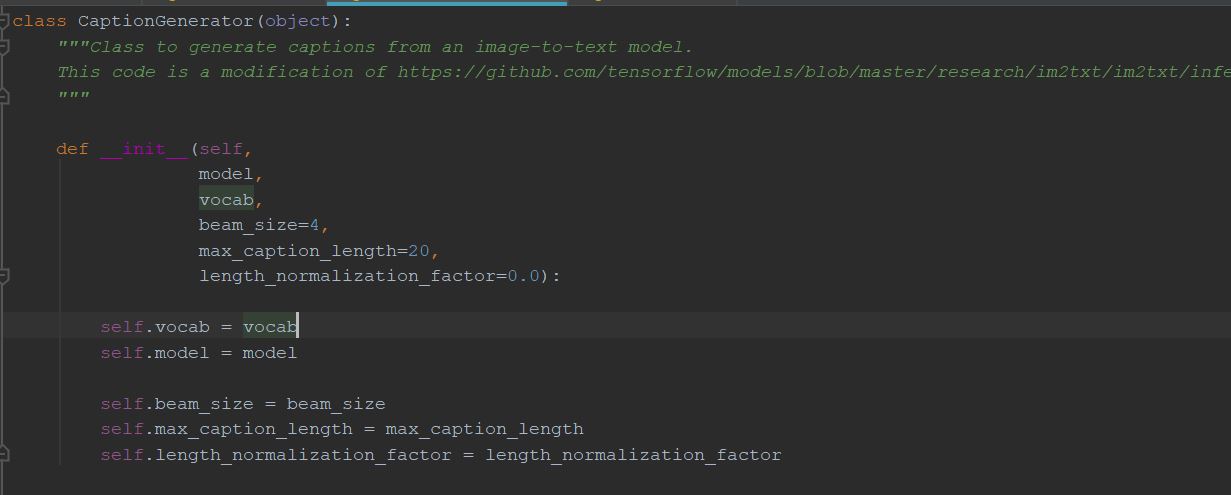 class CaptionGenerator(object):
    """Class to generate captions from an image-to-text model.
    This code is a modification of https://github.com/tensorflow/models/blob/master/research/im2txt/im2txt/infe
    """

    def __init__(self,
                 model,
                 vocab,
                 beam_size=4,
                 max_caption_length=20,
                 length_normalization_factor=0.0):

        self.vocab = vocab
        self.model = model

        self.beam_size = beam_size
        self.max_caption_length = max_caption_length
        self.length_normalization_factor = length_normalization_factor